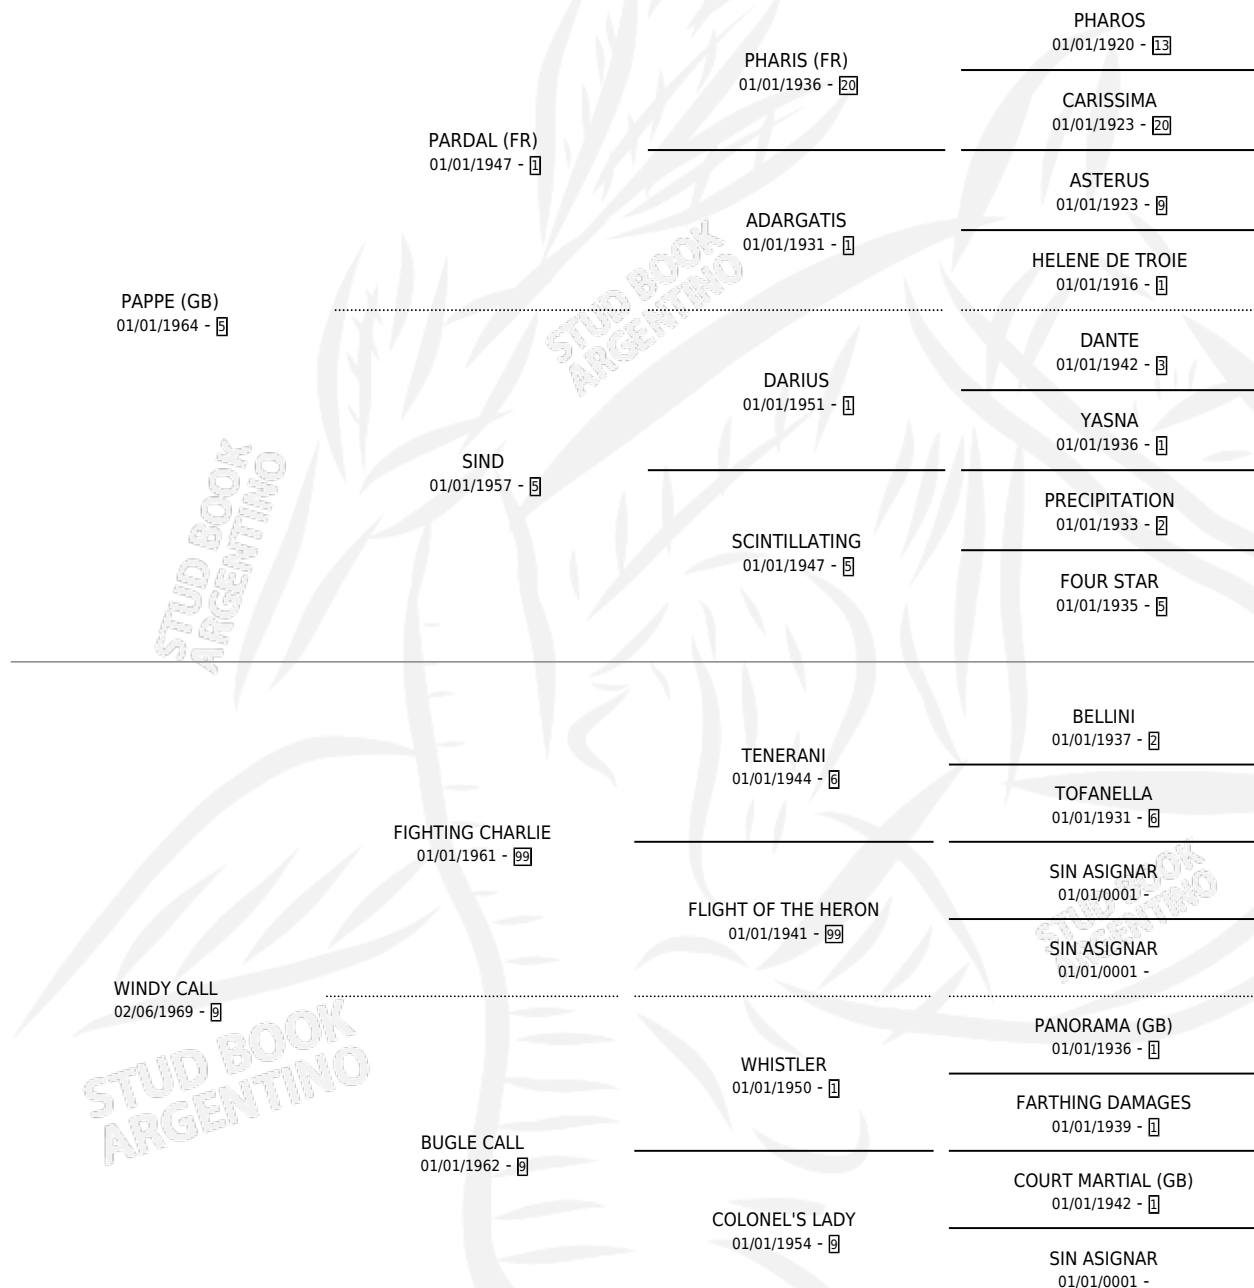 PHAROS
01/01/1920 - 13
PHARIS (FR)
01/01/1936 - 20
CARISSIMA
01/01/1923 - 20
PARDAL (FR)
01/01/1947 - 1
ASTERUS
01/01/1923 - 9
ADARGATIS
01/01/1931 - 1
HELENE DE TROIE
01/01/1916 - 1
PAPPE (GB)
01/01/1964 - 5
DANTE
01/01/1942 - 3
DARIUS
01/01/1951 - 1
YASNA
01/01/1936 - 1
SIND
01/01/1957 - 5
PRECIPITATION
01/01/1933 - 2
SCINTILLATING
01/01/1947 - 5
FOUR STAR
01/01/1935 - 5
BELLINI
01/01/1937 - 2
TENERANI
01/01/1944 - 6
TOFANELLA
01/01/1931 - 6
FIGHTING CHARLIE
01/01/1961 - 99
SIN ASIGNAR
01/01/0001 -
FLIGHT OF THE HERON
01/01/1941 - 99
SIN ASIGNAR
01/01/0001 -
WINDY CALL
02/06/1969 - 9
PANORAMA (GB)
01/01/1936 - 1
WHISTLER
01/01/1950 - 1
FARTHING DAMAGES
01/01/1939 - 1
BUGLE CALL
01/01/1962 - 9
COURT MARTIAL (GB)
01/01/1942 - 1
COLONEL'S LADY
01/01/1954 - 9
SIN ASIGNAR
01/01/0001 -
STUD BOOK
ARGENTINO
STUD BOOK
ARGENTINO
STUD BOOK
ARGENTINO
STUD BOOK
ARGENTINO